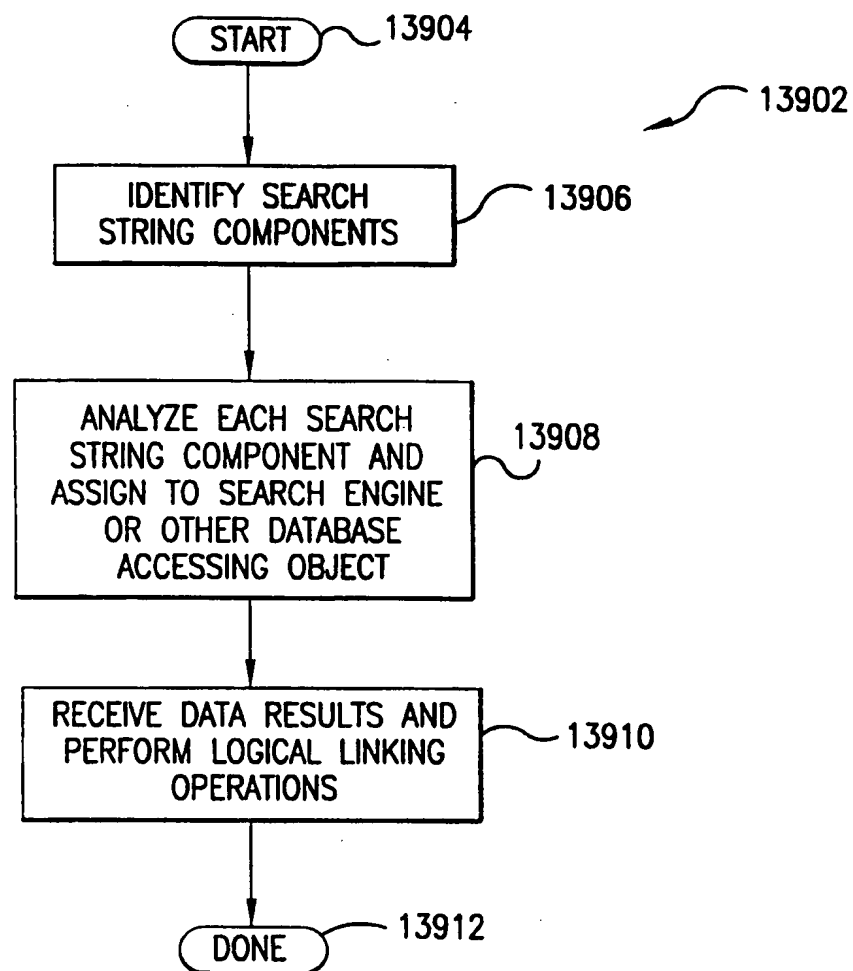 START
13904
13902
IDENTIFY SEARCH
STRING COMPONENTS
13906
ANALYZE EACH SEARCH
STRING COMPONENT AND
ASSIGN TO SEARCH ENGINE
OR OTHER DATABASE
ACCESSING OBJECT
13908
RECEIVE DATA RESULTS AND
PERFORM LOGICAL LINKING
OPERATIONS
13910
DONE
13912